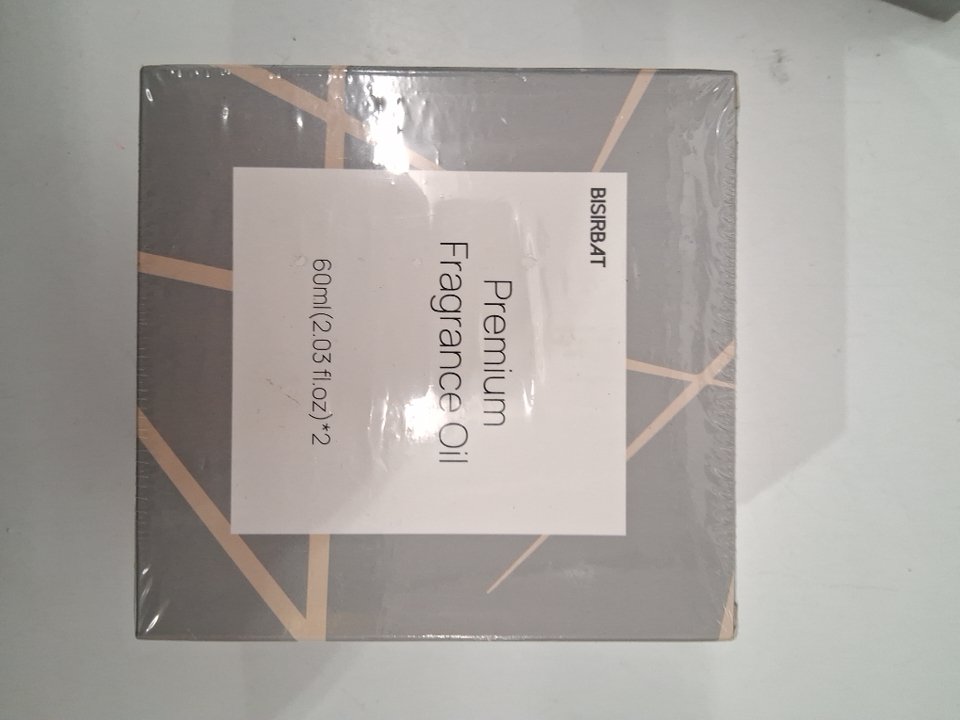 BISIRBAT
Premium
Fragrance Oil
60ml(2.03 fl.oz)*2